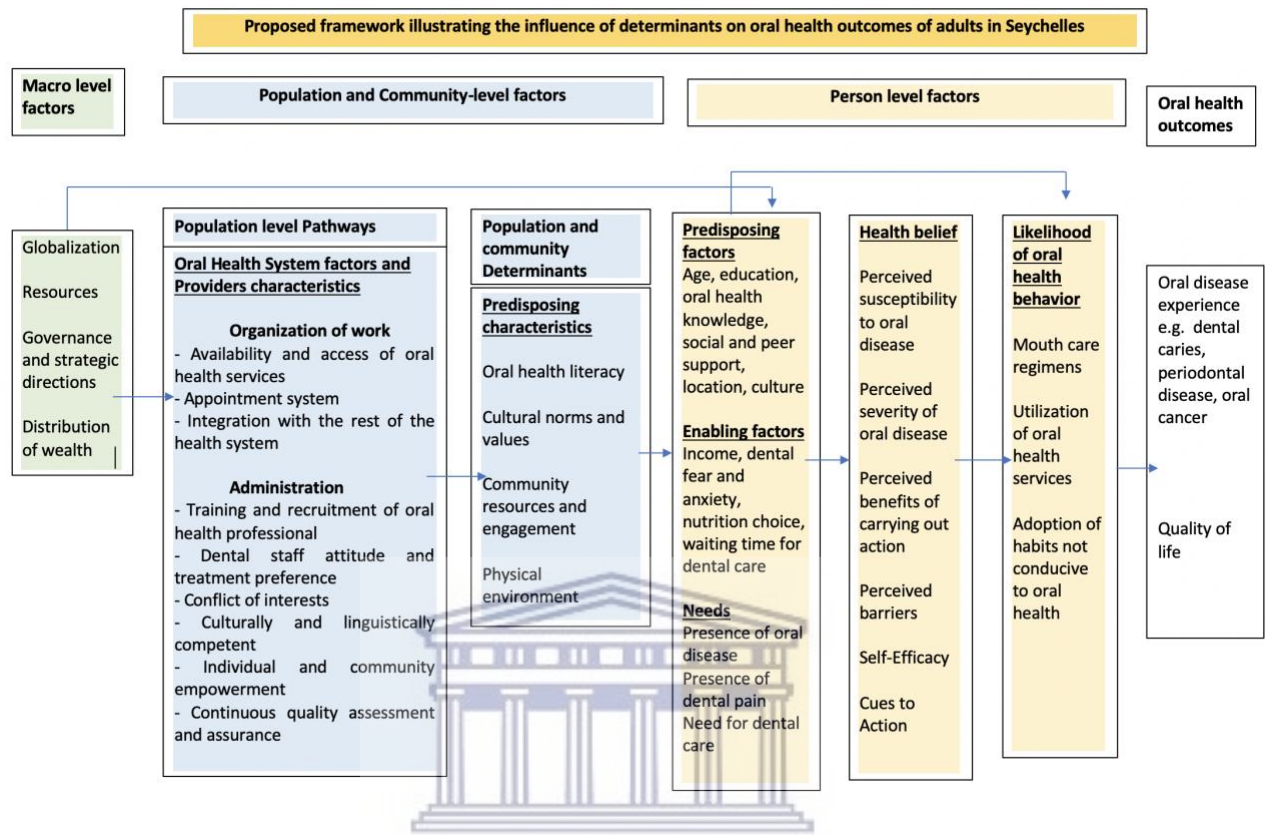 Proposed framework illustrating the influence of determinants on oral health outcomes of adults in Seychelles
Macro level
factors
Population and Community-level factors
Person level factors
Oral health
outcomes
Globalization
Resources
Governance
and strategic
directions
Distribution
of wealth
Population level Pathways
Oral Health System factors and
Providers characteristics
Organization of work
- Availability and access of oral
health services
- Appointment system
- Integration with the rest of the
health system
Administration
- Training and recruitment of oral
health professional
- Dental staff attitude and
treatment preference
- Conflict of interests
- Culturally and linguistically
competent
- Individual and community
empowerment
- Continuous quality assessment
and assurance
Population and
community
Determinants
Predisposing
characteristics
Oral health literacy
Cultural norms and
values
Community
resources and
engagement
Physical
environment
Predisposing
factors
Age, education,
oral health
knowledge,
social and peer
support,
location, culture
Enabling factors
Income, dental
fear and
anxiety,
nutrition choice,
waiting time for
dental care
Needs
Presence of oral
disease
Presence of
dental pain
Need for dental
care
Health belief
Perceived
susceptibility
to oral
disease
Perceived
severity of
oral disease
Perceived
benefits of
carrying out
action
Perceived
barriers
Self-Efficacy
Cues to
Action
Likelihood
of oral
health
behavior
Mouth care
regimens
Utilization
of oral
health
services
Adoption of
habits not
conducive
to oral
health
Oral disease
experience
e.g. dental
caries,
periodontal
disease, oral
cancer
Quality of
life